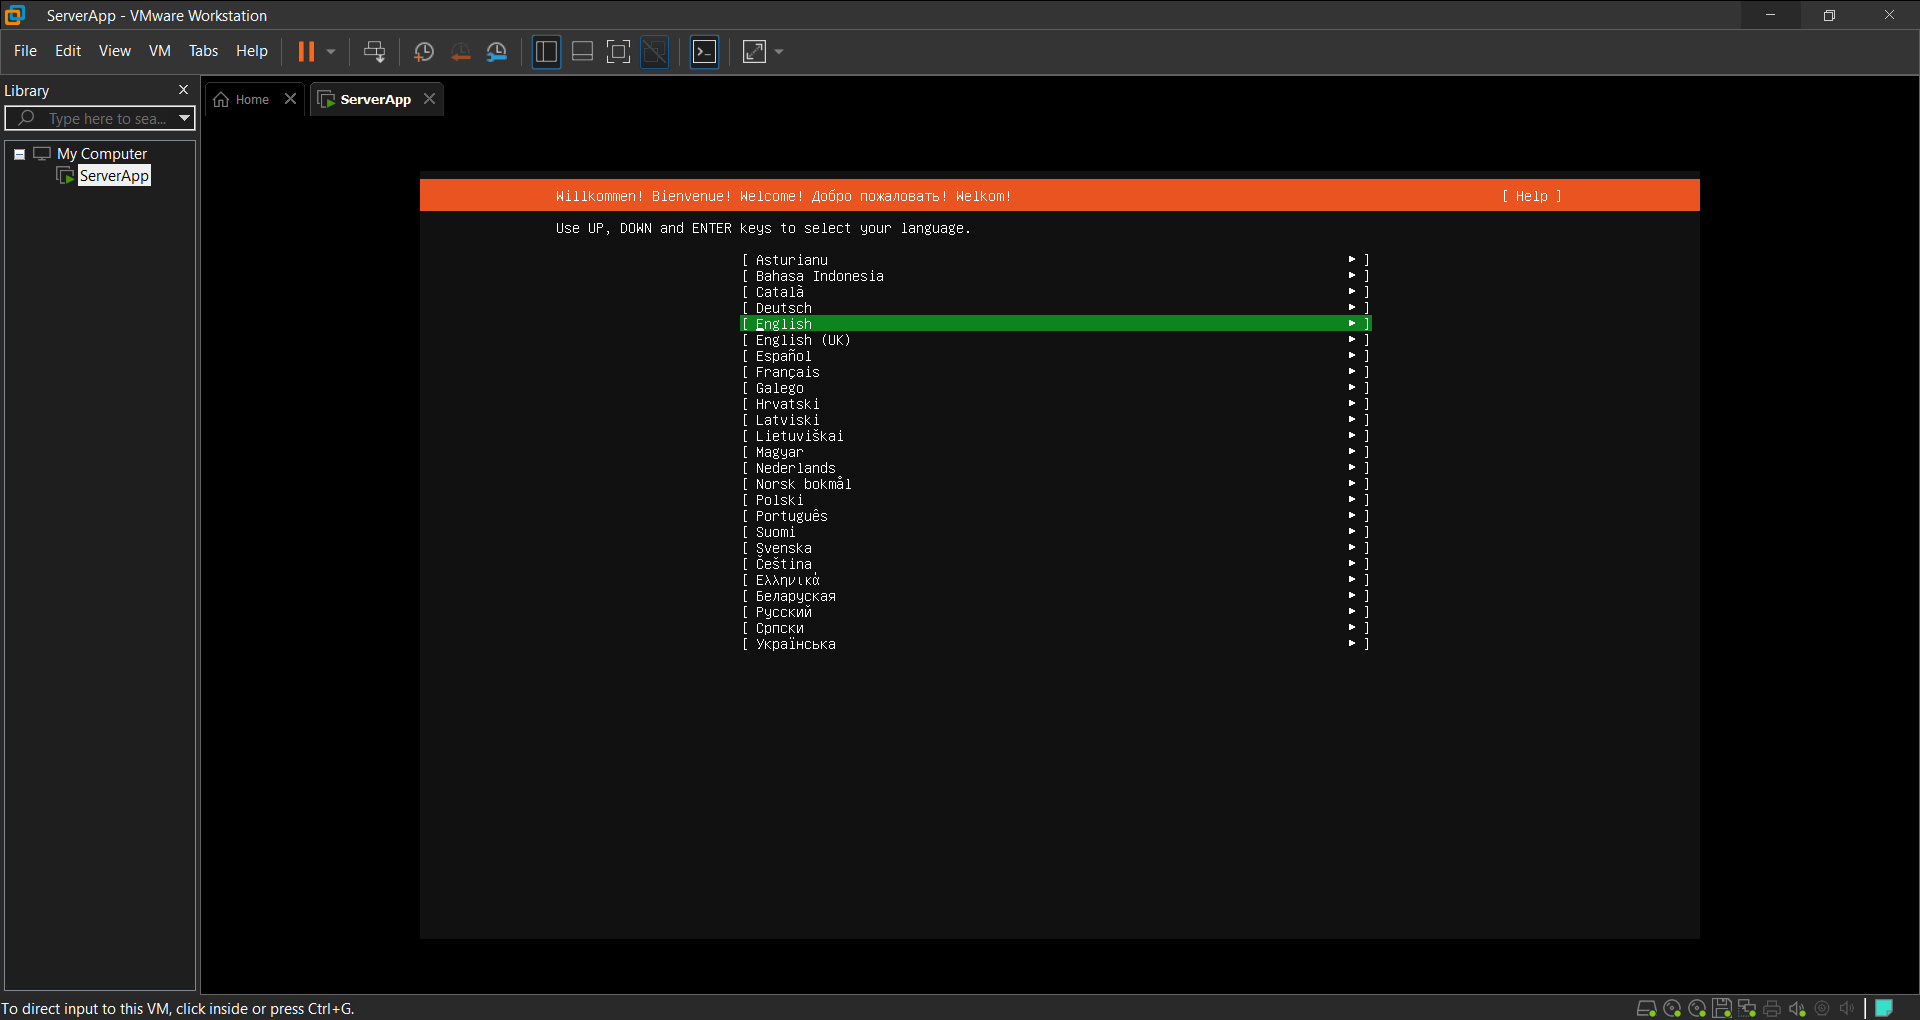 ServerApp - VMware Workstation
File Edit View VM Tabs Help
Library
Type here to sea...
My Computer
ServerApp
Home
ServerApp
Willkommen! Bienvenue! Welcome! Добро пожаловать! Welkom! [ Help ]
Use UP, DOWN and ENTER keys to select your language.
[ Asturianu ▸ ]
[ Bahasa Indonesia ▸ ]
[ Català ▸ ]
[ Deutsch ▸ ]
[ English ▸ ]
[ English (UK) ▸ ]
[ Español ▸ ]
[ Français ▸ ]
[ Galego ▸ ]
[ Hrvatski ▸ ]
[ Latviski ▸ ]
[ Lietuviškai ▸ ]
[ Magyar ▸ ]
[ Nederlands ▸ ]
[ Norsk bokmål ▸ ]
[ Polski ▸ ]
[ Português ▸ ]
[ Suomi ▸ ]
[ Svenska ▸ ]
[ Čeština ▸ ]
[ Ελληνικά ▸ ]
[ Беларуская ▸ ]
[ Русский ▸ ]
[ Српски ▸ ]
[ Українська ▸ ]
To direct input to this VM, click inside or press Ctrl+G.